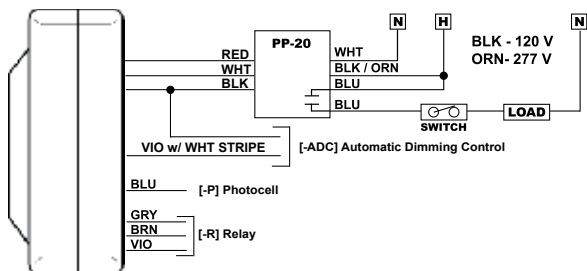 N H N
PP-20
BLK - 120 V
ORN- 277 V
RED WHT
WHT BLK / ORN
BLK BLU
BLU
SWITCH LOAD
VIO w/ WHT STRIPE [-ADC] Automatic Dimming Control
BLU [-P] Photocell
GRY
BRN [-R] Relay
VIO